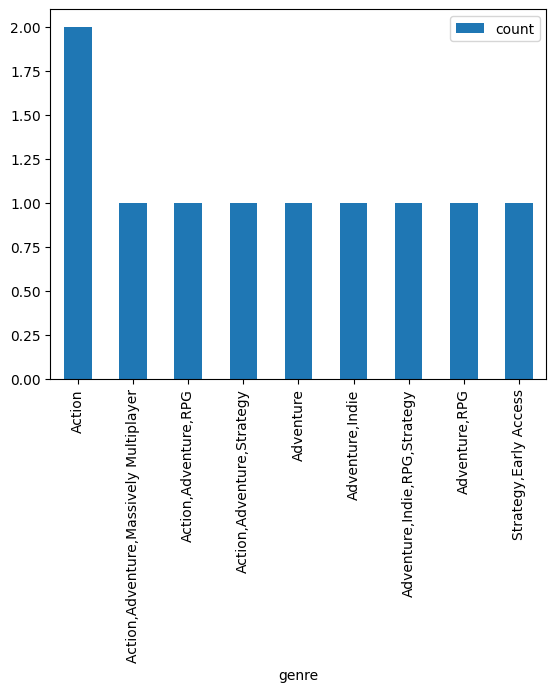 count
2.00
1.75
1.50
1.25
1.00
0.75
0.50
0.25
0.00
Action
Action,Adventure,Massively Multiplayer
Action,Adventure,RPG
Action,Adventure,Strategy
Adventure
Adventure,Indie
Adventure,Indie,RPG,Strategy
Adventure,RPG
Strategy,Early Access
genre